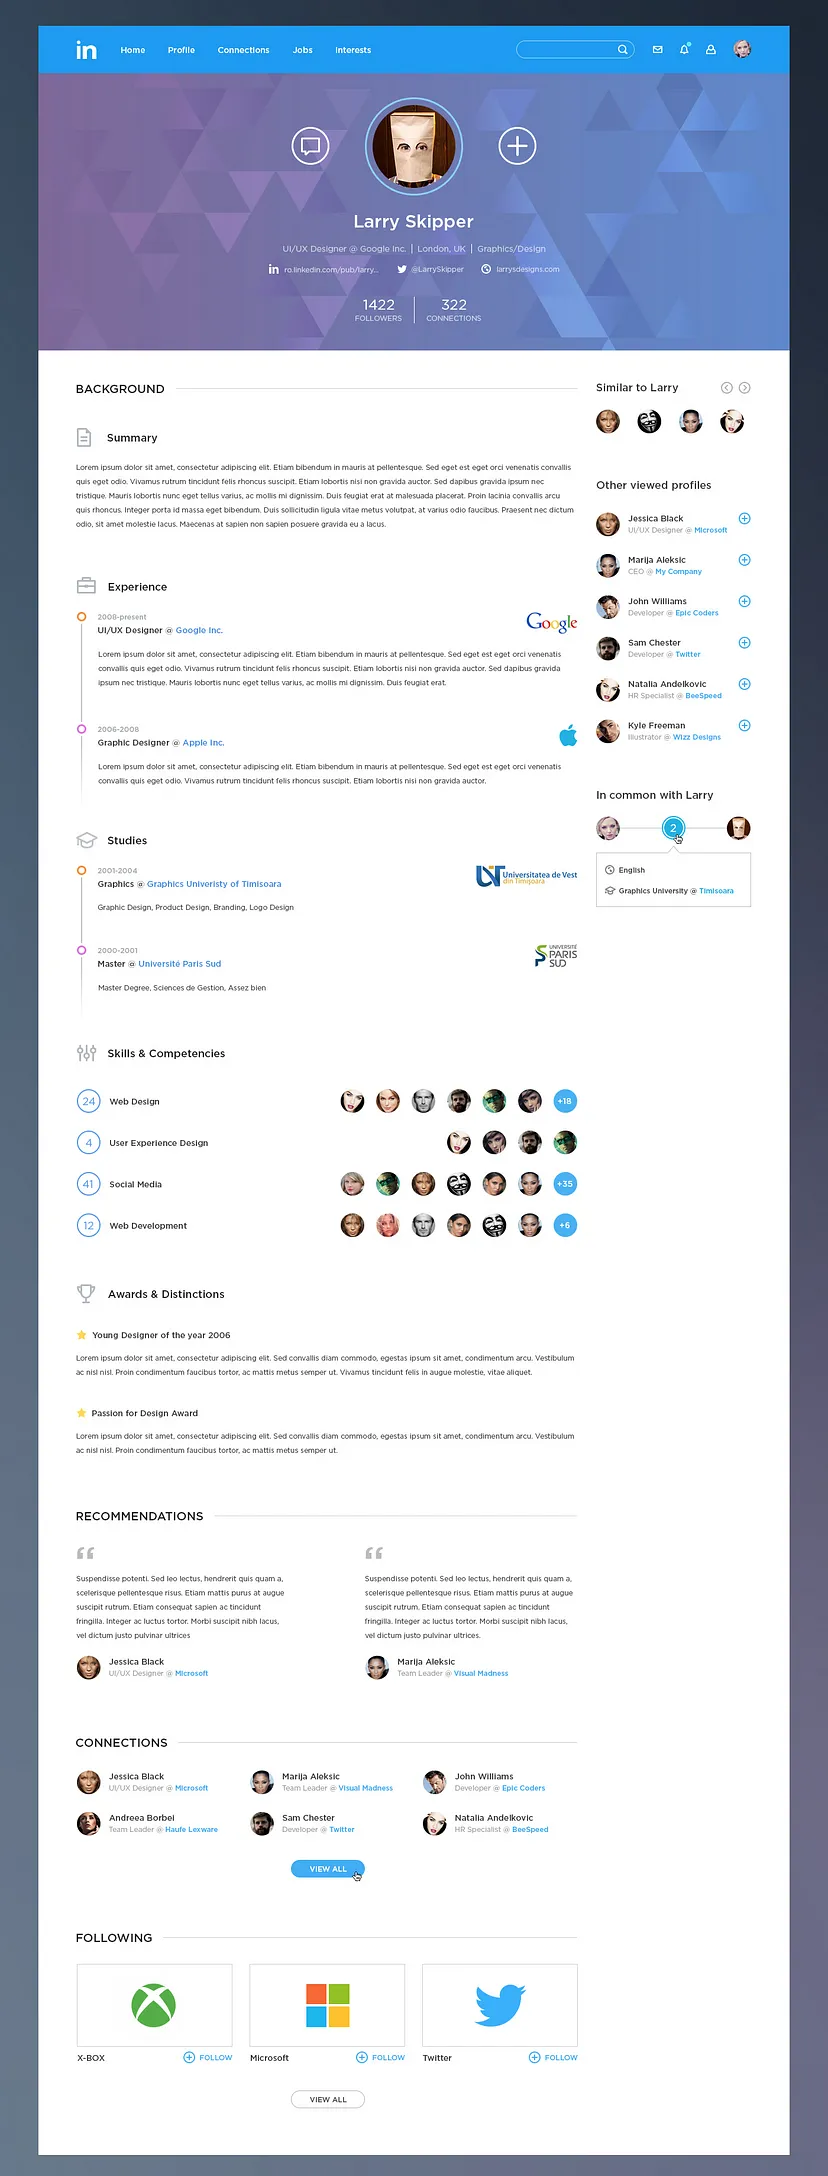 in Home Profile Connections Jobs Interests
Larry Skipper
UI/UX Designer @ Google Inc. | London, UK | Graphics/Design
in ro.linkedin.com/pub/larry... @LarrySkipper larrysdesigns.com
1422 322
FOLLOWERS CONNECTIONS
BACKGROUND
Summary
Lorem ipsum dolor sit amet, consectetur adipiscing elit. Etiam bibendum in mauris at pellentesque. Sed eget est eget orci venenatis convallis
quis eget odio. Vivamus rutrum tincidunt felis rhoncus suscipit. Etiam lobortis nisi non gravida auctor. Sed dapibus gravida ipsum nec
tristique. Mauris lobortis nunc eget tellus varius, ac mollis mi dignissim. Duis feugiat erat at malesuada placerat. Proin lacinia convallis arcu
quis rhoncus. Integer porta id massa eget bibendum. Duis sollicitudin ligula vitae metus volutpat, at varius odio faucibus. Praesent nec dictum
odio, sit amet molestie lacus. Maecenas at sapien non sapien posuere gravida eu a lacus.
Experience
2008-present
UI/UX Designer @ Google Inc.
Google
Lorem ipsum dolor sit amet, consectetur adipiscing elit. Etiam bibendum in mauris at pellentesque. Sed eget est eget orci venenatis
convallis quis eget odio. Vivamus rutrum tincidunt felis rhoncus suscipit. Etiam lobortis nisi non gravida auctor. Sed dapibus gravida
ipsum nec tristique. Mauris lobortis nunc eget tellus varius, ac mollis mi dignissim. Duis feugiat erat.
2006-2008
Graphic Designer @ Apple Inc.
Lorem ipsum dolor sit amet, consectetur adipiscing elit. Etiam bibendum in mauris at pellentesque. Sed eget est eget orci venenatis
convallis quis eget odio. Vivamus rutrum tincidunt felis rhoncus suscipit. Etiam lobortis nisi non gravida auctor.
Studies
2001-2004
Graphics @ Graphics Univeristy of Timisoara
UT Universitatea de Vest
din Timişoara
Graphic Design, Product Design, Branding, Logo Design
2000-2001
Master @ Université Paris Sud
UNIVERSITÉ
PARIS
SUD
Master Degree, Sciences de Gestion, Assez bien
Skills & Competencies
24 Web Design +18
4 User Experience Design
41 Social Media +35
12 Web Development +6
Awards & Distinctions
Young Designer of the year 2006
Lorem ipsum dolor sit amet, consectetur adipiscing elit. Sed convallis diam commodo, egestas ipsum sit amet, condimentum arcu. Vestibulum
ac nisl nisl. Proin condimentum faucibus tortor, ac mattis metus semper ut. Vivamus tincidunt felis in augue molestie, vitae aliquet.
Passion for Design Award
Lorem ipsum dolor sit amet, consectetur adipiscing elit. Sed convallis diam commodo, egestas ipsum sit amet, condimentum arcu. Vestibulum
ac nisl nisl. Proin condimentum faucibus tortor, ac mattis metus semper ut.
RECOMMENDATIONS
Suspendisse potenti. Sed leo lectus, hendrerit quis quam a,
scelerisque pellentesque risus. Etiam mattis purus at augue
suscipit rutrum. Etiam consequat sapien ac tincidunt
fringilla. Integer ac luctus tortor. Morbi suscipit nibh lacus,
vel dictum justo pulvinar ultrices
Jessica Black
UI/UX Designer @ Microsoft
Suspendisse potenti. Sed leo lectus, hendrerit quis quam a,
scelerisque pellentesque risus. Etiam mattis purus at augue
suscipit rutrum. Etiam consequat sapien ac tincidunt
fringilla. Integer ac luctus tortor. Morbi suscipit nibh lacus,
vel dictum justo pulvinar ultrices.
Marija Aleksic
Team Leader @ Visual Madness
CONNECTIONS
Jessica Black
UI/UX Designer @ Microsoft
Marija Aleksic
Team Leader @ Visual Madness
John Williams
Developer @ Epic Coders
Andreea Borbei
Team Leader @ Haufe Lexware
Sam Chester
Developer @ Twitter
Natalia Andelkovic
HR Specialist @ BeeSpeed
VIEW ALL
FOLLOWING
X-BOX FOLLOW
Microsoft FOLLOW
Twitter FOLLOW
VIEW ALL
Similar to Larry
Other viewed profiles
Jessica Black
UI/UX Designer @ Microsoft
Marija Aleksic
CEO @ My Company
John Williams
Developer @ Epic Coders
Sam Chester
Developer @ Twitter
Natalia Andelkovic
HR Specialist @ BeeSpeed
Kyle Freeman
Illustrator @ Wizz Designs
In common with Larry
2
English
Graphics University @ Timisoara